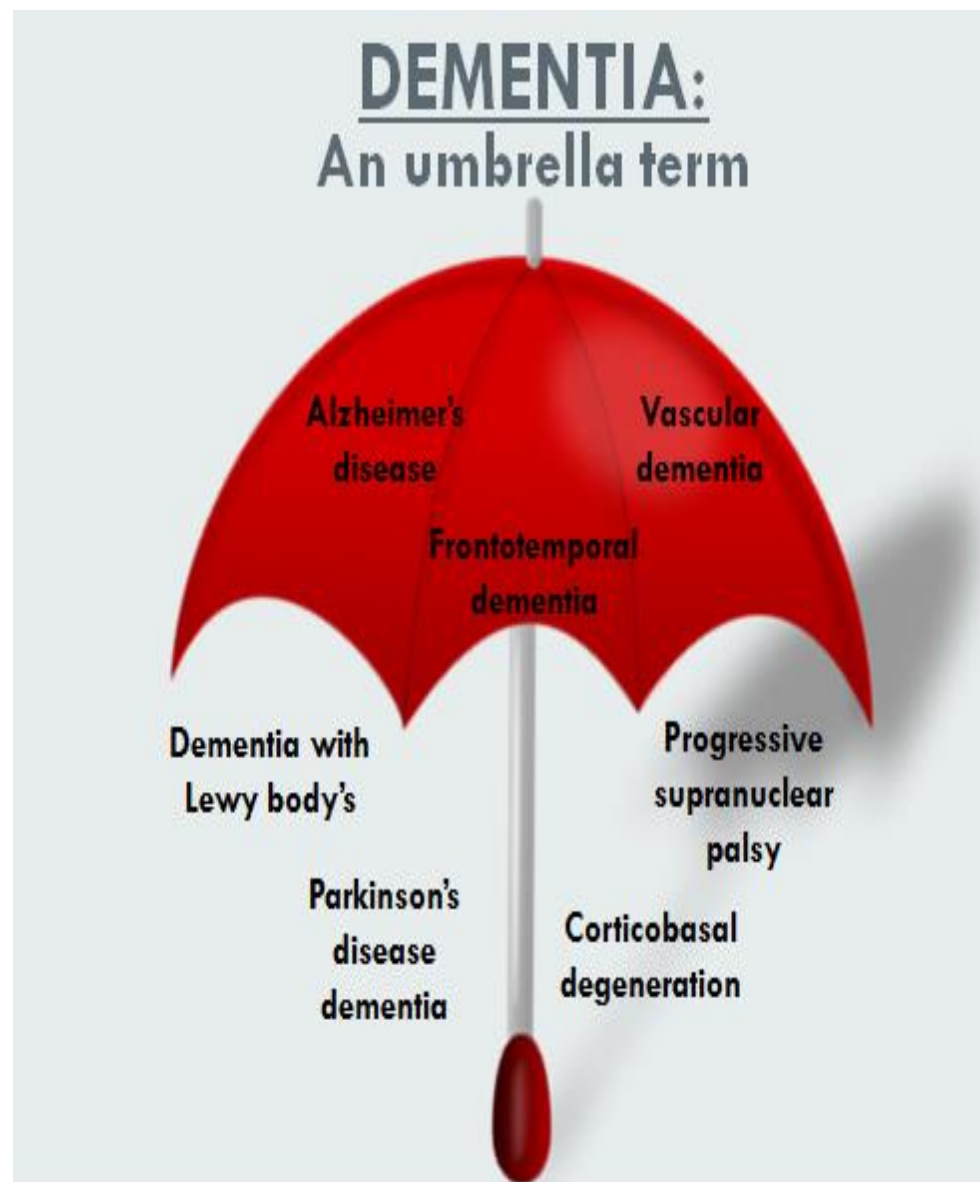 DEMENTIA:
An umbrella term
Alzheimer's
disease
Vascular
dementia
Frontotemporal
dementia
Dementia with
Lewy body's
Progressive
supranuclear
palsy
Parkinson's
disease
dementia
Corticobasal
degeneration